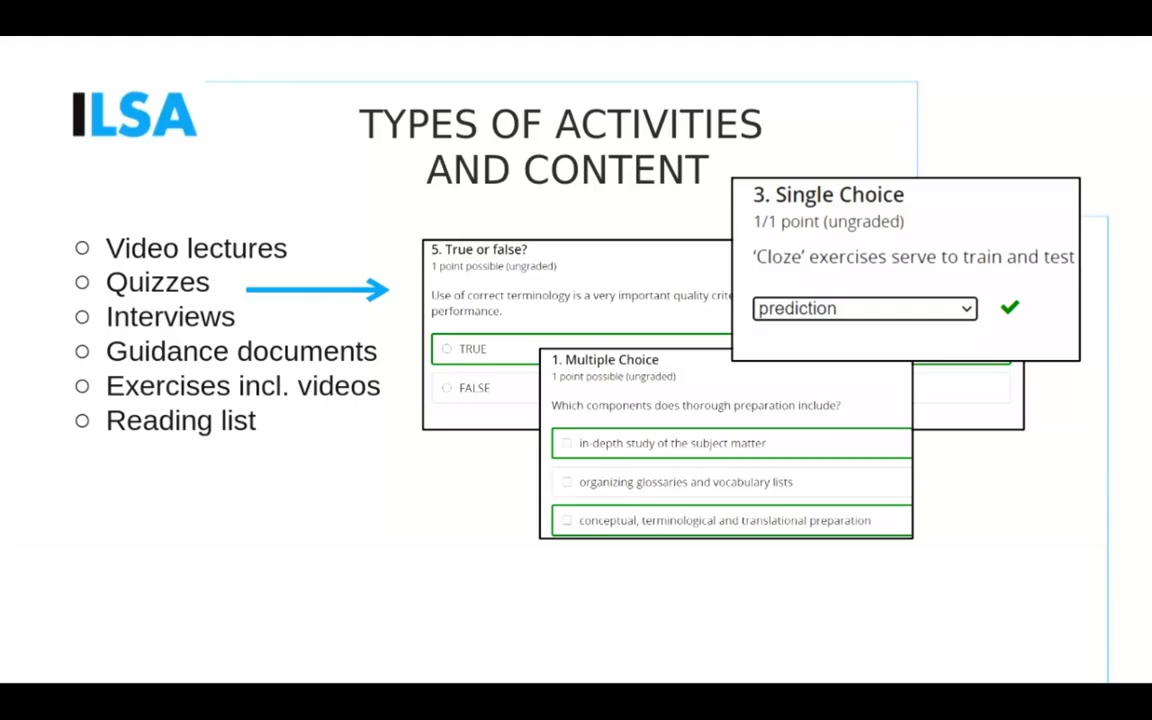 ILSA
TYPES OF ACTIVITIES
AND CONTENT
Video lectures
Quizzes
Interviews
Guidance documents
Exercises incl. videos
Reading list
5. True or false?
1 point possible (ungraded)
Use of correct terminology is a very important quality
performance.
TRUE
FALSE
3. Single Choice
1/1 point (ungraded)
‘Cloze’ exercises serve to train and test
prediction
1. Multiple Choice
1 point possible (ungraded)
Which components does thorough preparation include?
in-depth study of the subject matter
organizing glossaries and vocabulary lists
conceptual, terminological and translational preparation